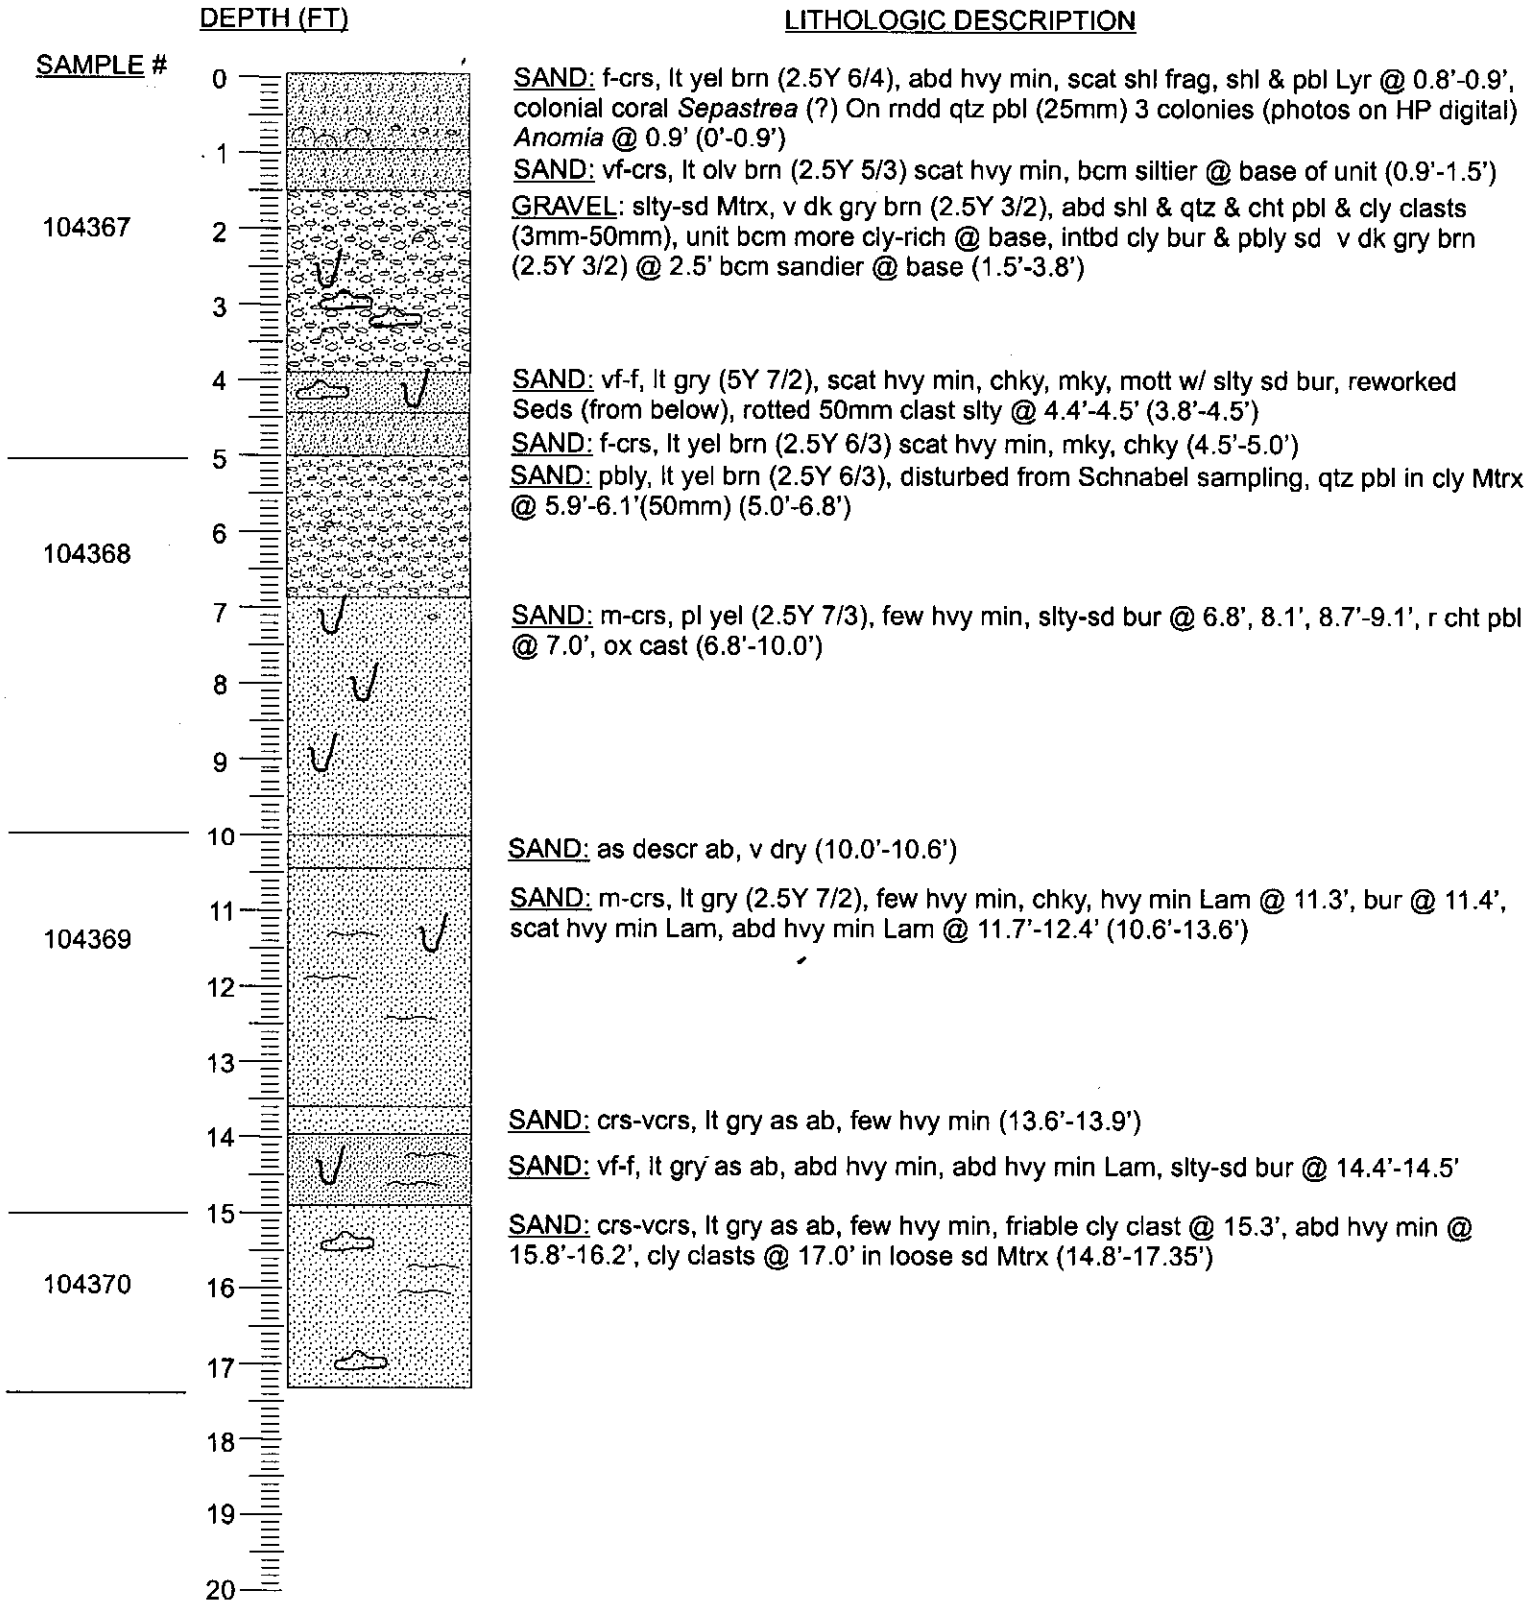 DEPTH (FT)
LITHOLOGIC DESCRIPTION
SAMPLE #
0
SAND: f-crs, lt yel brn (2.5Y 6/4), abd hvy min, scat shl frag, shl & pbl Lyr @ 0.8'-0.9',
colonial coral Sepastrea (?) On rndd qtz pbl (25mm) 3 colonies (photos on HP digital)
Anomia @ 0.9' (0'-0.9')
1
SAND: vf-crs, lt olv brn (2.5Y 5/3) scat hvy min, bcm siltier @ base of unit (0.9'-1.5')
104367
2
GRAVEL: slty-sd Mtrx, v dk gry brn (2.5Y 3/2), abd shl & qtz & cht pbl & cly clasts
(3mm-50mm), unit bcm more cly-rich @ base, intbd cly bur & pbly sd v dk gry brn
(2.5Y 3/2) @ 2.5' bcm sandier @ base (1.5'-3.8')
3
4
SAND: vf-f, lt gry (5Y 7/2), scat hvy min, chky, mky, mott w/ slty sd bur, reworked
Seds (from below), rotted 50mm clast slty @ 4.4'-4.5' (3.8'-4.5')
SAND: f-crs, lt yel brn (2.5Y 6/3) scat hvy min, mky, chky (4.5'-5.0')
5
SAND: pbly, lt yel brn (2.5Y 6/3), disturbed from Schnabel sampling, qtz pbl in cly Mtrx
@ 5.9'-6.1'(50mm) (5.0'-6.8')
6
104368
7
SAND: m-crs, pl yel (2.5Y 7/3), few hvy min, slty-sd bur @ 6.8', 8.1', 8.7'-9.1', r cht pbl
@ 7.0', ox cast (6.8'-10.0')
8
9
10
SAND: as descr ab, v dry (10.0'-10.6')
11
SAND: m-crs, lt gry (2.5Y 7/2), few hvy min, chky, hvy min Lam @ 11.3', bur @ 11.4',
scat hvy min Lam, abd hvy min Lam @ 11.7'-12.4' (10.6'-13.6')
104369
12
13
14
SAND: crs-vcrs, lt gry as ab, few hvy min (13.6'-13.9')
SAND: vf-f, lt gry as ab, abd hvy min, abd hvy min Lam, slty-sd bur @ 14.4'-14.5'
15
SAND: crs-vcrs, lt gry as ab, few hvy min, friable cly clast @ 15.3', abd hvy min @
15.8'-16.2', cly clasts @ 17.0' in loose sd Mtrx (14.8'-17.35')
104370
16
17
18
19
20